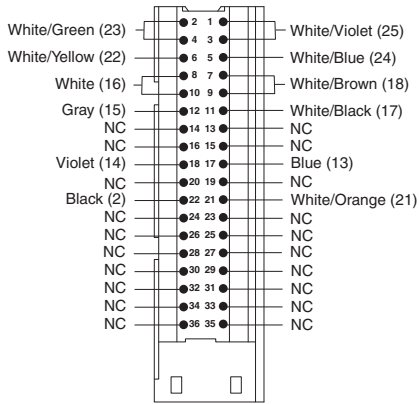 White/Green (23) 2 1 White/Violet (25)
4 3
White/Yellow (22) 6 5 White/Blue (24)
White (16) 8 7 White/Brown (18)
10 9
Gray (15) 12 11 White/Black (17)
NC 14 13 NC
NC 16 15 NC
Violet (14) 18 17 Blue (13)
NC 20 19 NC
Black (2) 22 21 White/Orange (21)
NC 24 23 NC
NC 26 25 NC
NC 28 27 NC
NC 30 29 NC
NC 32 31 NC
NC 34 33 NC
NC 36 35 NC